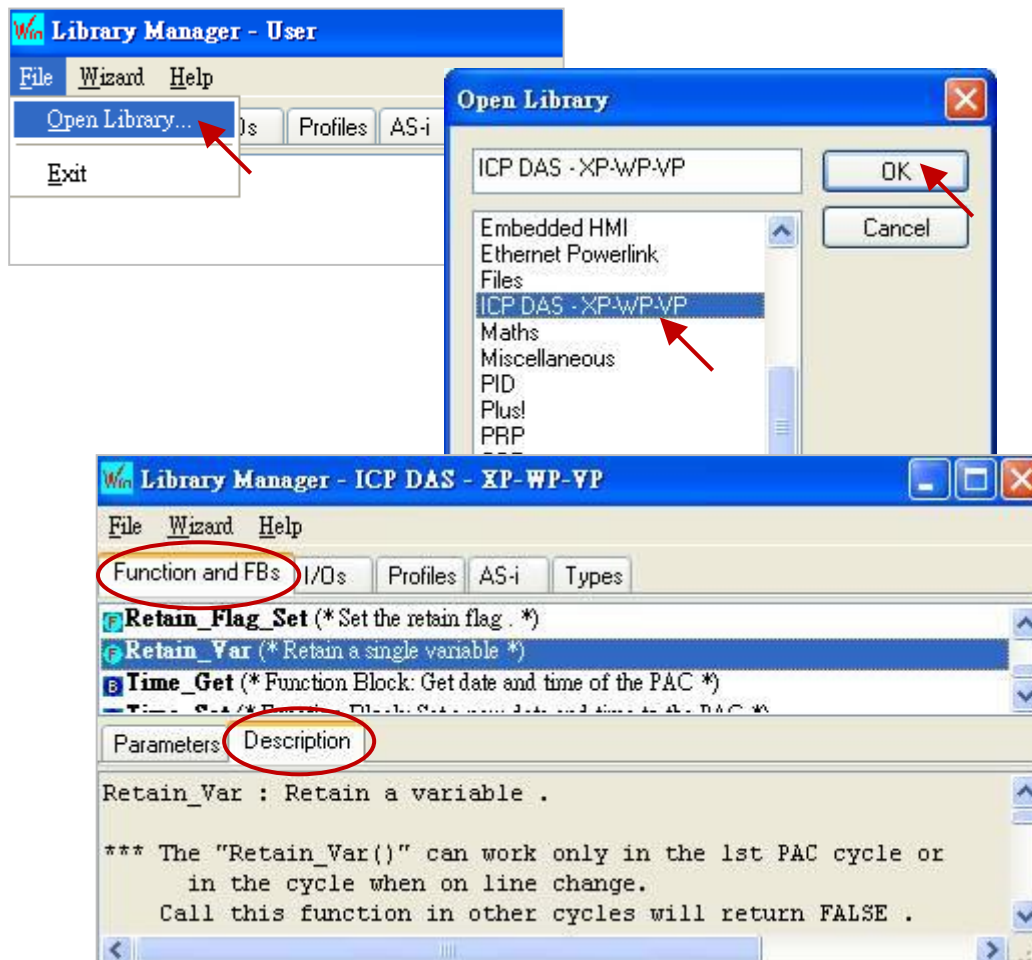 Win Library Manager - User
File Wizard Help
Open Library...
Exit
Os Profiles AS-i
Open Library
ICP DAS - XP-WP-VP
OK
Cancel
Embedded HMI
Ethernet Powerlink
Files
ICP DAS - XP-WP-VP
Maths
Miscellaneous
PID
Plus!
PRP
Win Library Manager - ICP DAS - XP-WP-VP
File Wizard Help
Function and FBs I/Os Profiles AS-i Types
F Retain_Flag_Set (* Set the retain flag . *)
F Retain_Var (* Retain a single variable *)
B Time_Get (* Function Block: Get date and time of the PAC *)
Parameters Description
Retain_Var : Retain a variable .
*** The "Retain_Var()" can work only in the 1st PAC cycle or
in the cycle when on line change.
Call this function in other cycles will return FALSE .